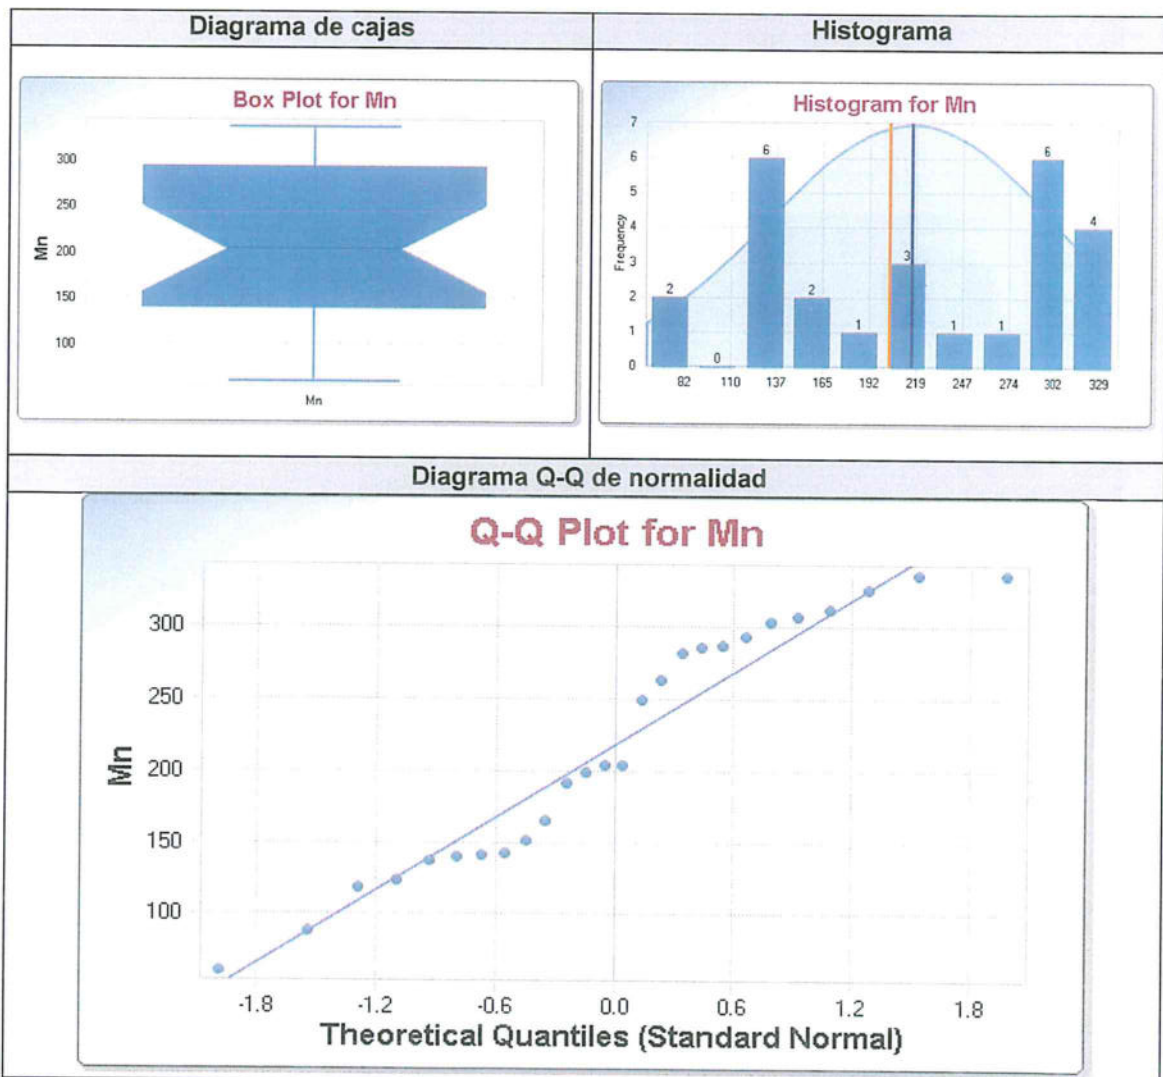 Diagrama de cajas
Histograma
Box Plot for Mn
Mn
300
250
200
150
100
Mn
Histogram for Mn
Frequency
7
6
5
4
3
2
1
0
2
0
6
2
1
3
1
1
6
4
82 110 137 165 192 219 247 274 302 329
Diagrama Q-Q de normalidad
Q-Q Plot for Mn
Mn
300
250
200
150
100
-1.8 -1.2 -0.6 0.0 0.6 1.2 1.8
Theoretical Quantiles (Standard Normal)